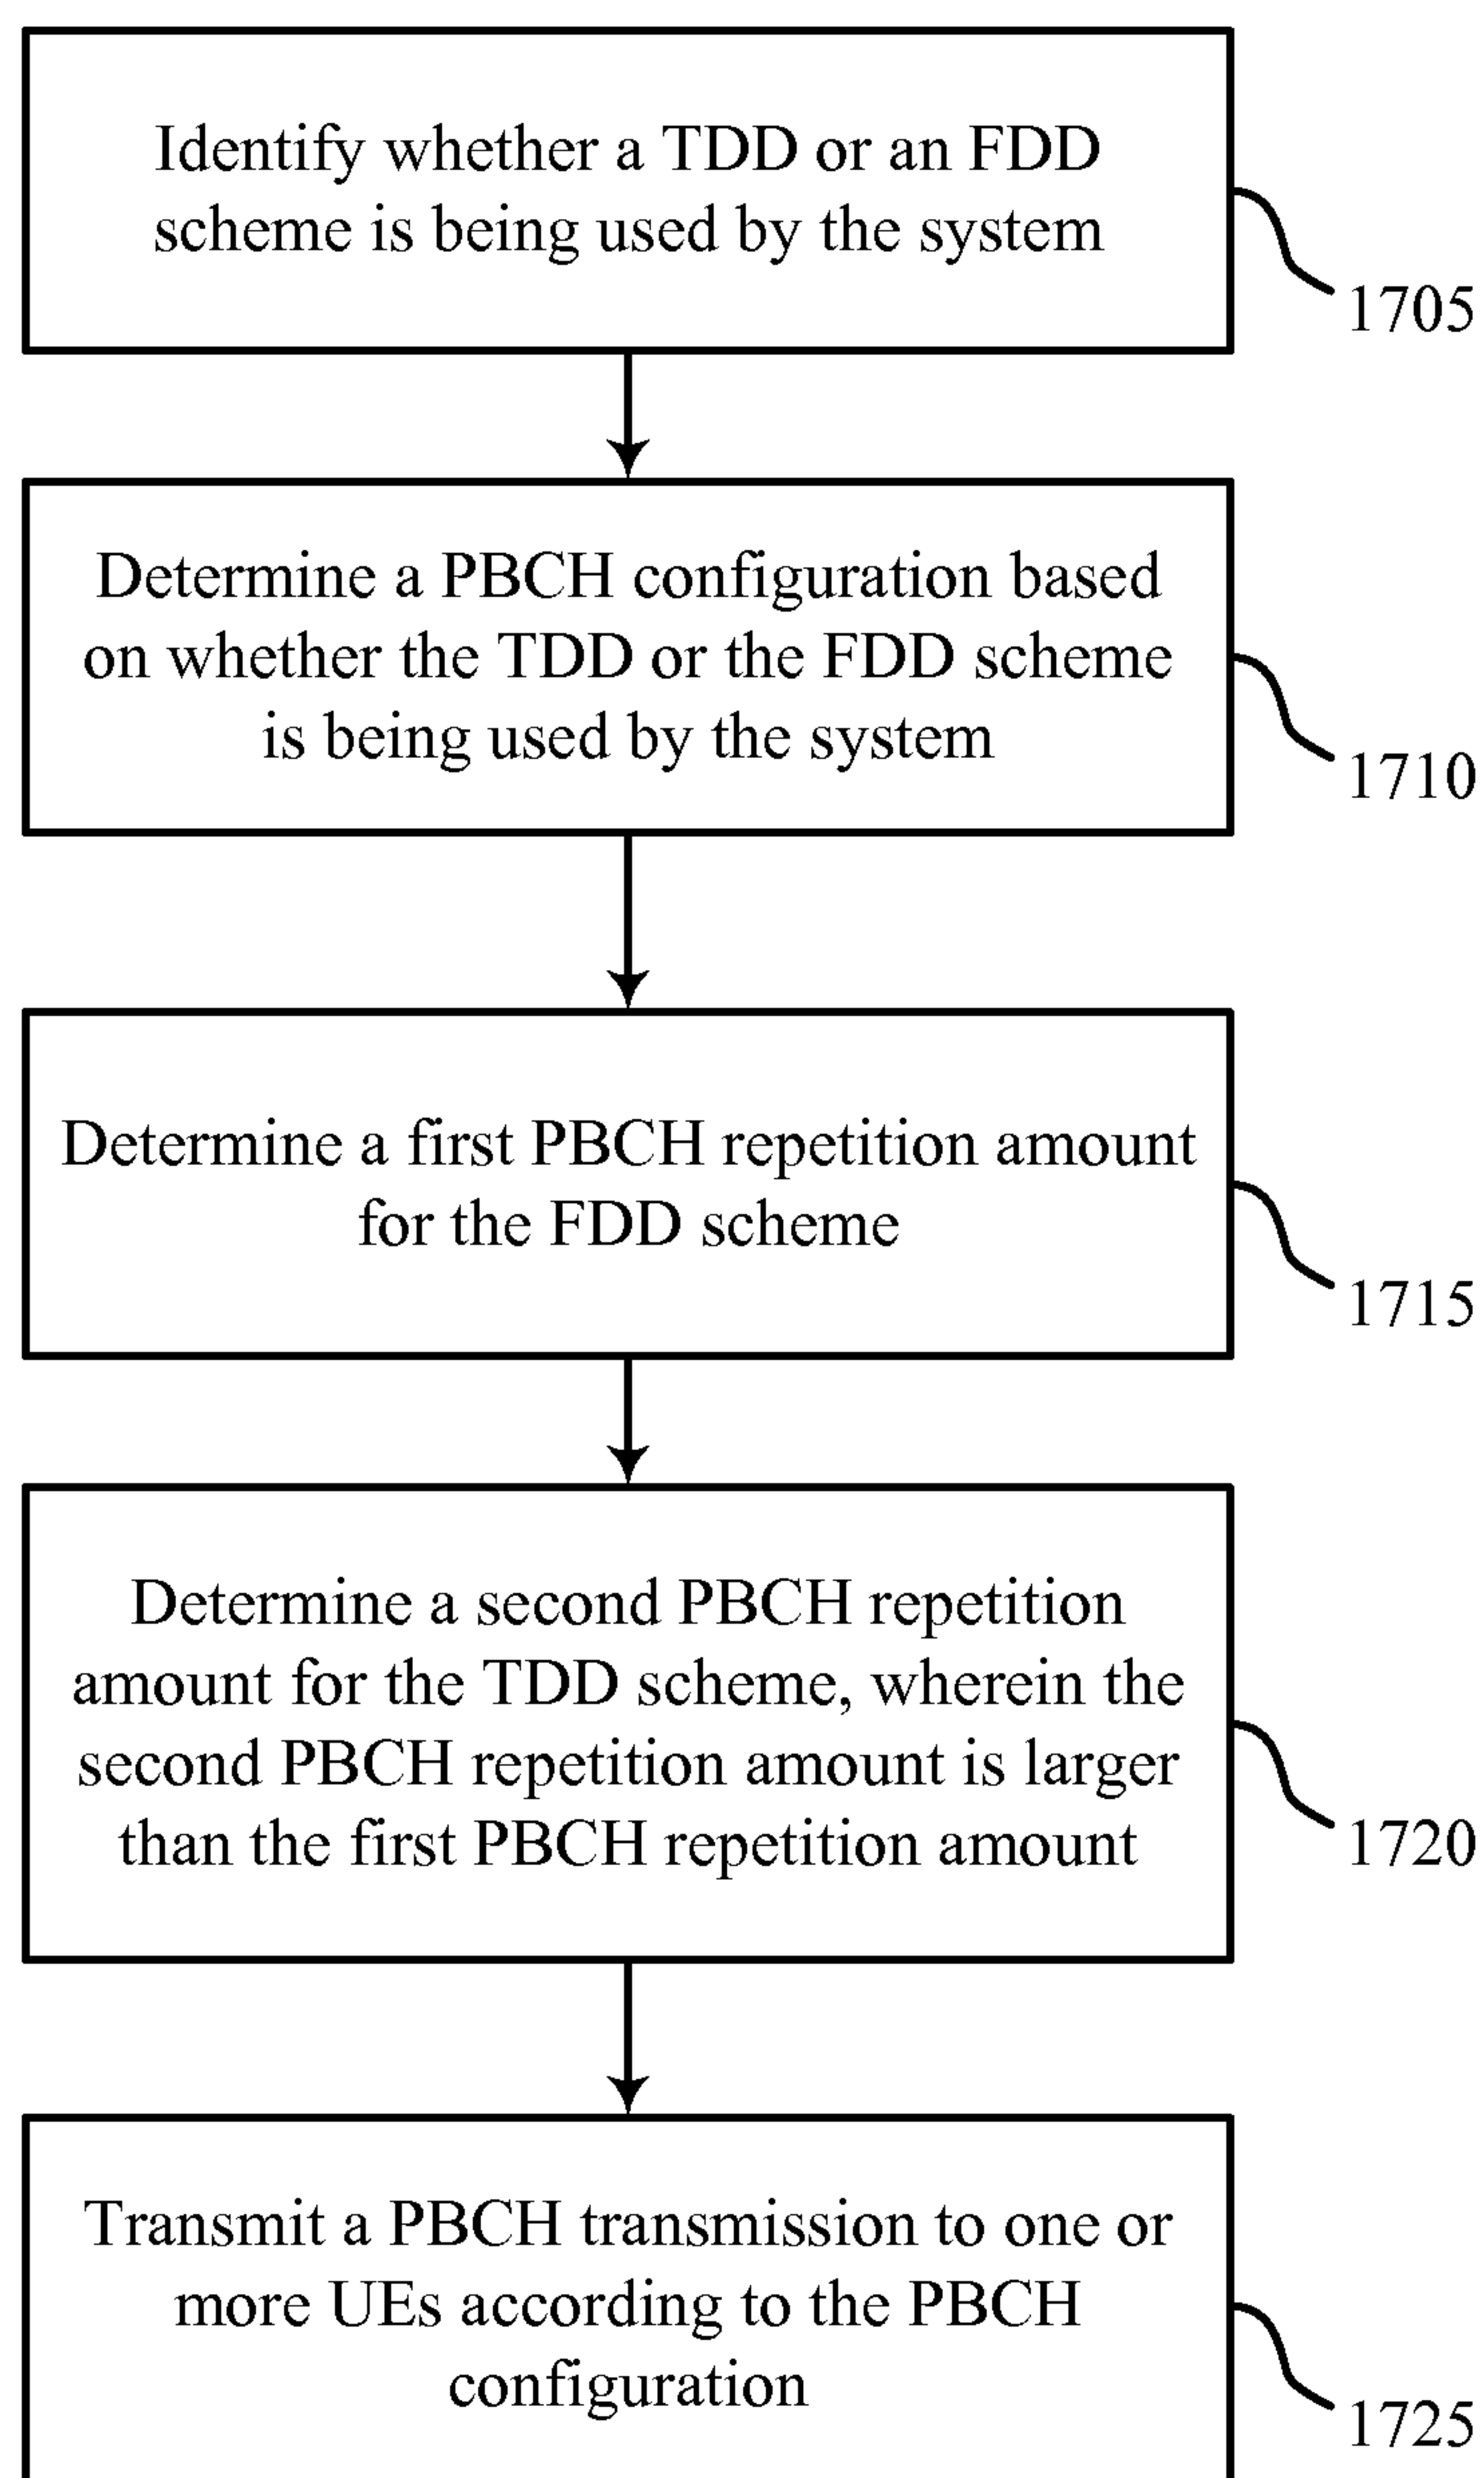 Identify whether a TDD or an FDD
scheme is being used by the system
1705
Determine a PBCH configuration based
on whether the TDD or the FDD scheme
is being used by the system
1710
Determine a first PBCH repetition amount
for the FDD scheme
1715
Determine a second PBCH repetition
amount for the TDD scheme, wherein the
second PBCH repetition amount is larger
than the first PBCH repetition amount
1720
Transmit a PBCH transmission to one or
more UEs according to the PBCH
configuration
1725